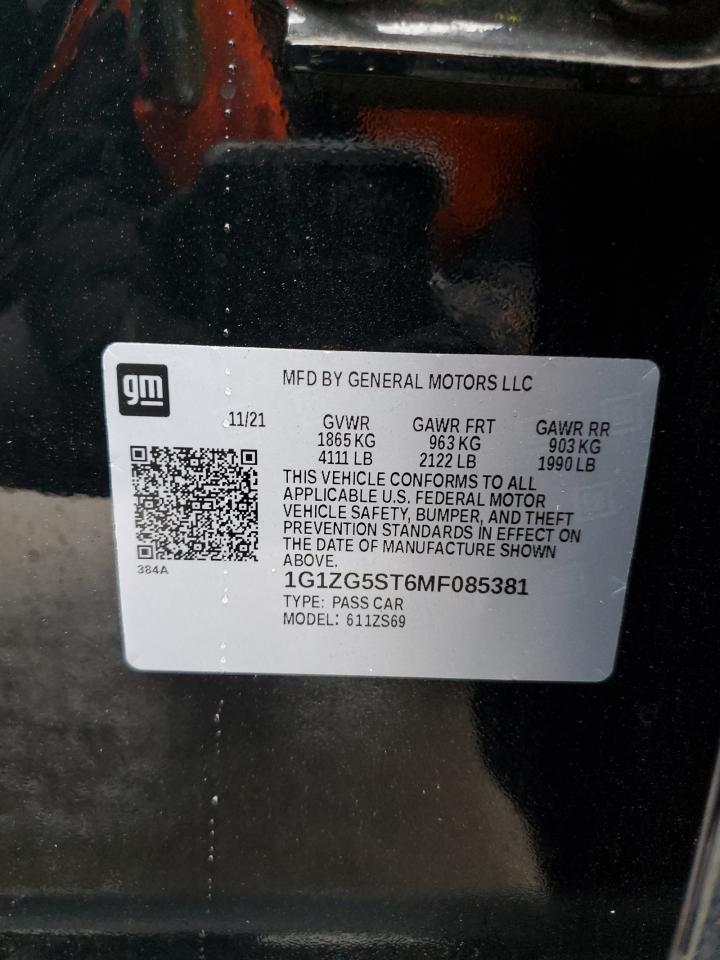 gm
MFD BY GENERAL MOTORS LLC
11/21 GVWR GAWR FRT GAWR RR
1865 KG 963 KG 903 KG
4111 LB 2122 LB 1990 LB
THIS VEHICLE CONFORMS TO ALL
APPLICABLE U.S. FEDERAL MOTOR
VEHICLE SAFETY, BUMPER, AND THEFT
PREVENTION STANDARDS IN EFFECT ON
THE DATE OF MANUFACTURE SHOWN
ABOVE.
384A
1G1ZG5ST6MF085381
TYPE: PASS CAR
MODEL: 611ZS69